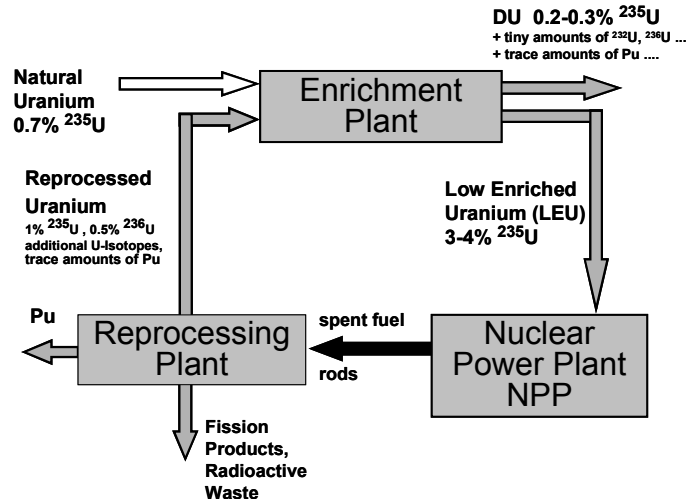 DU 0.2-0.3% ²³⁵U
+ tiny amounts of ²³²U, ²³⁶U ...
+ trace amounts of Pu ....
Natural
Uranium
0.7% ²³⁵U
Enrichment
Plant
Reprocessed
Uranium
1% ²³⁵U , 0.5% ²³⁶U
additional U-Isotopes,
trace amounts of Pu
Low Enriched
Uranium (LEU)
3-4% ²³⁵U
Pu
Reprocessing
Plant
spent fuel
rods
Nuclear
Power Plant
NPP
Fission
Products,
Radioactive
Waste